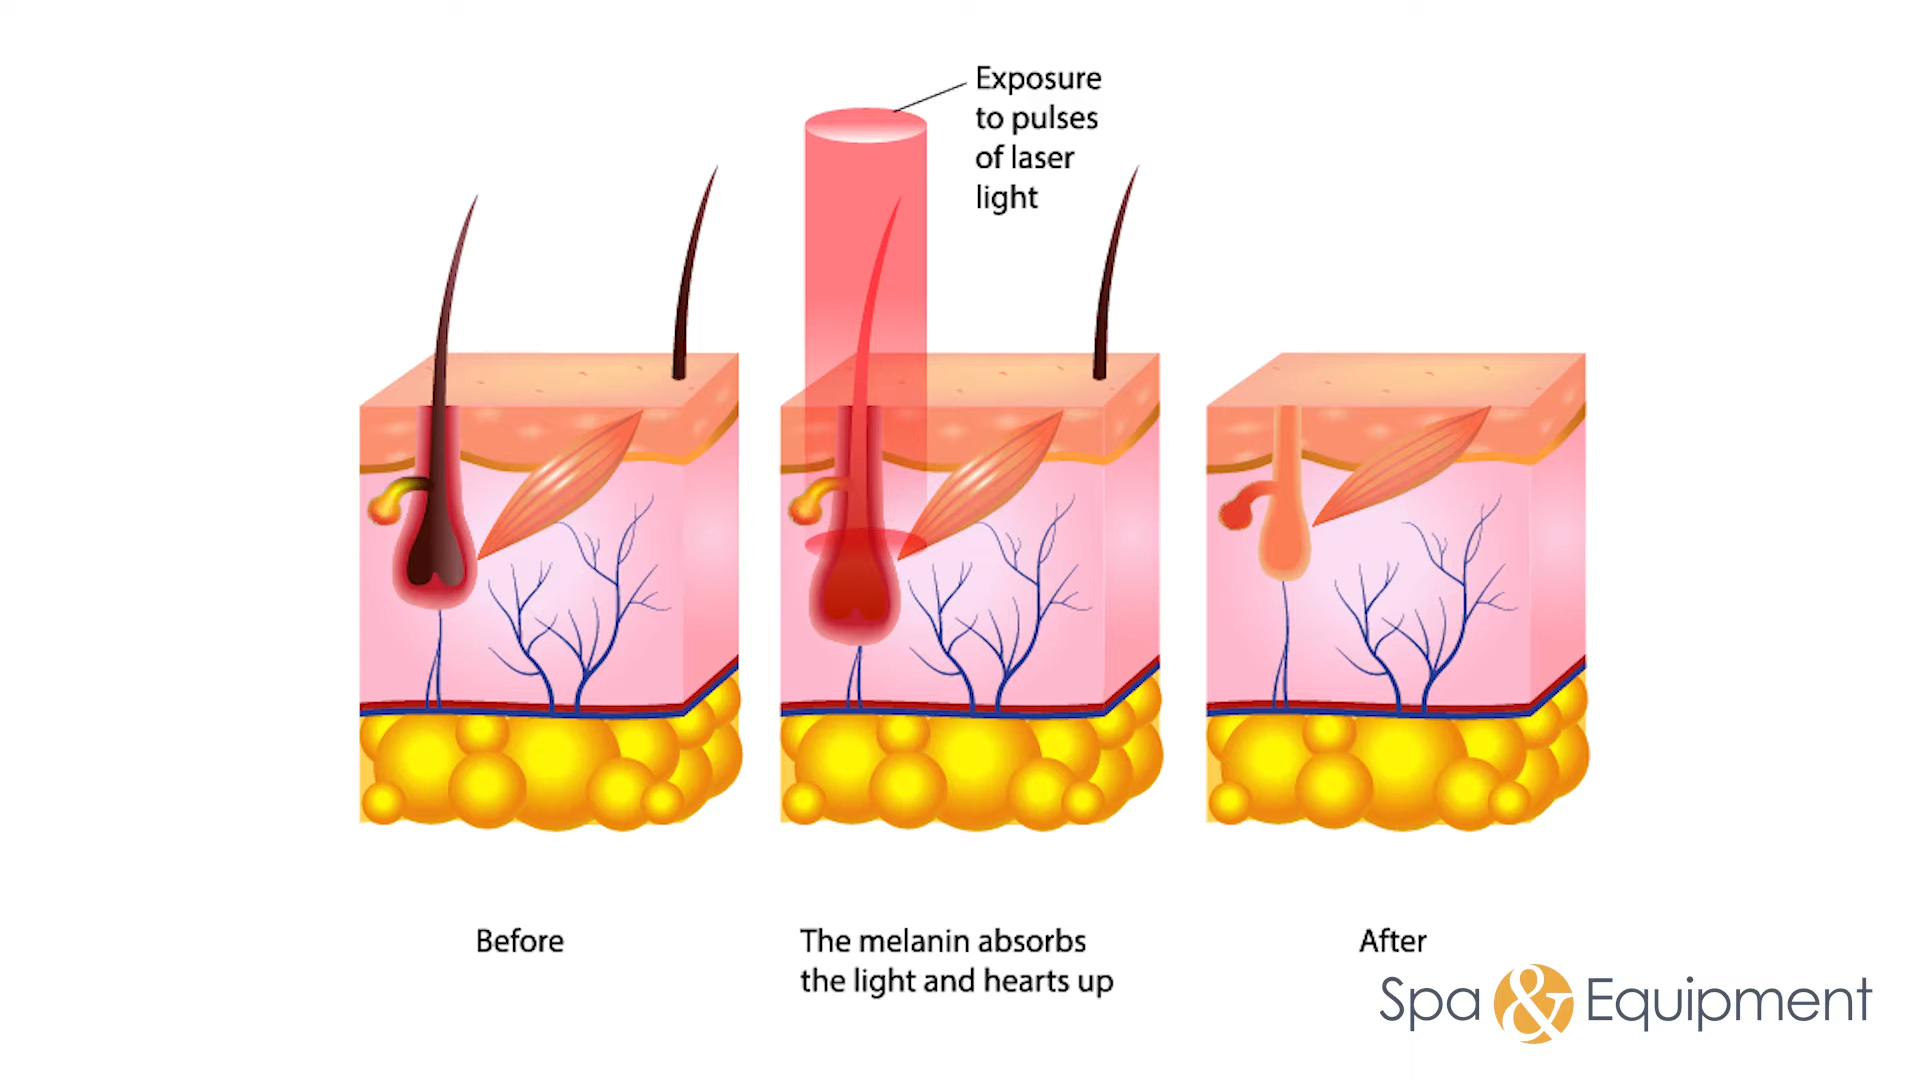 Exposure
to pulses
of laser
light
Before
The melanin absorbs
the light and hearts up
After
Spa & Equipment